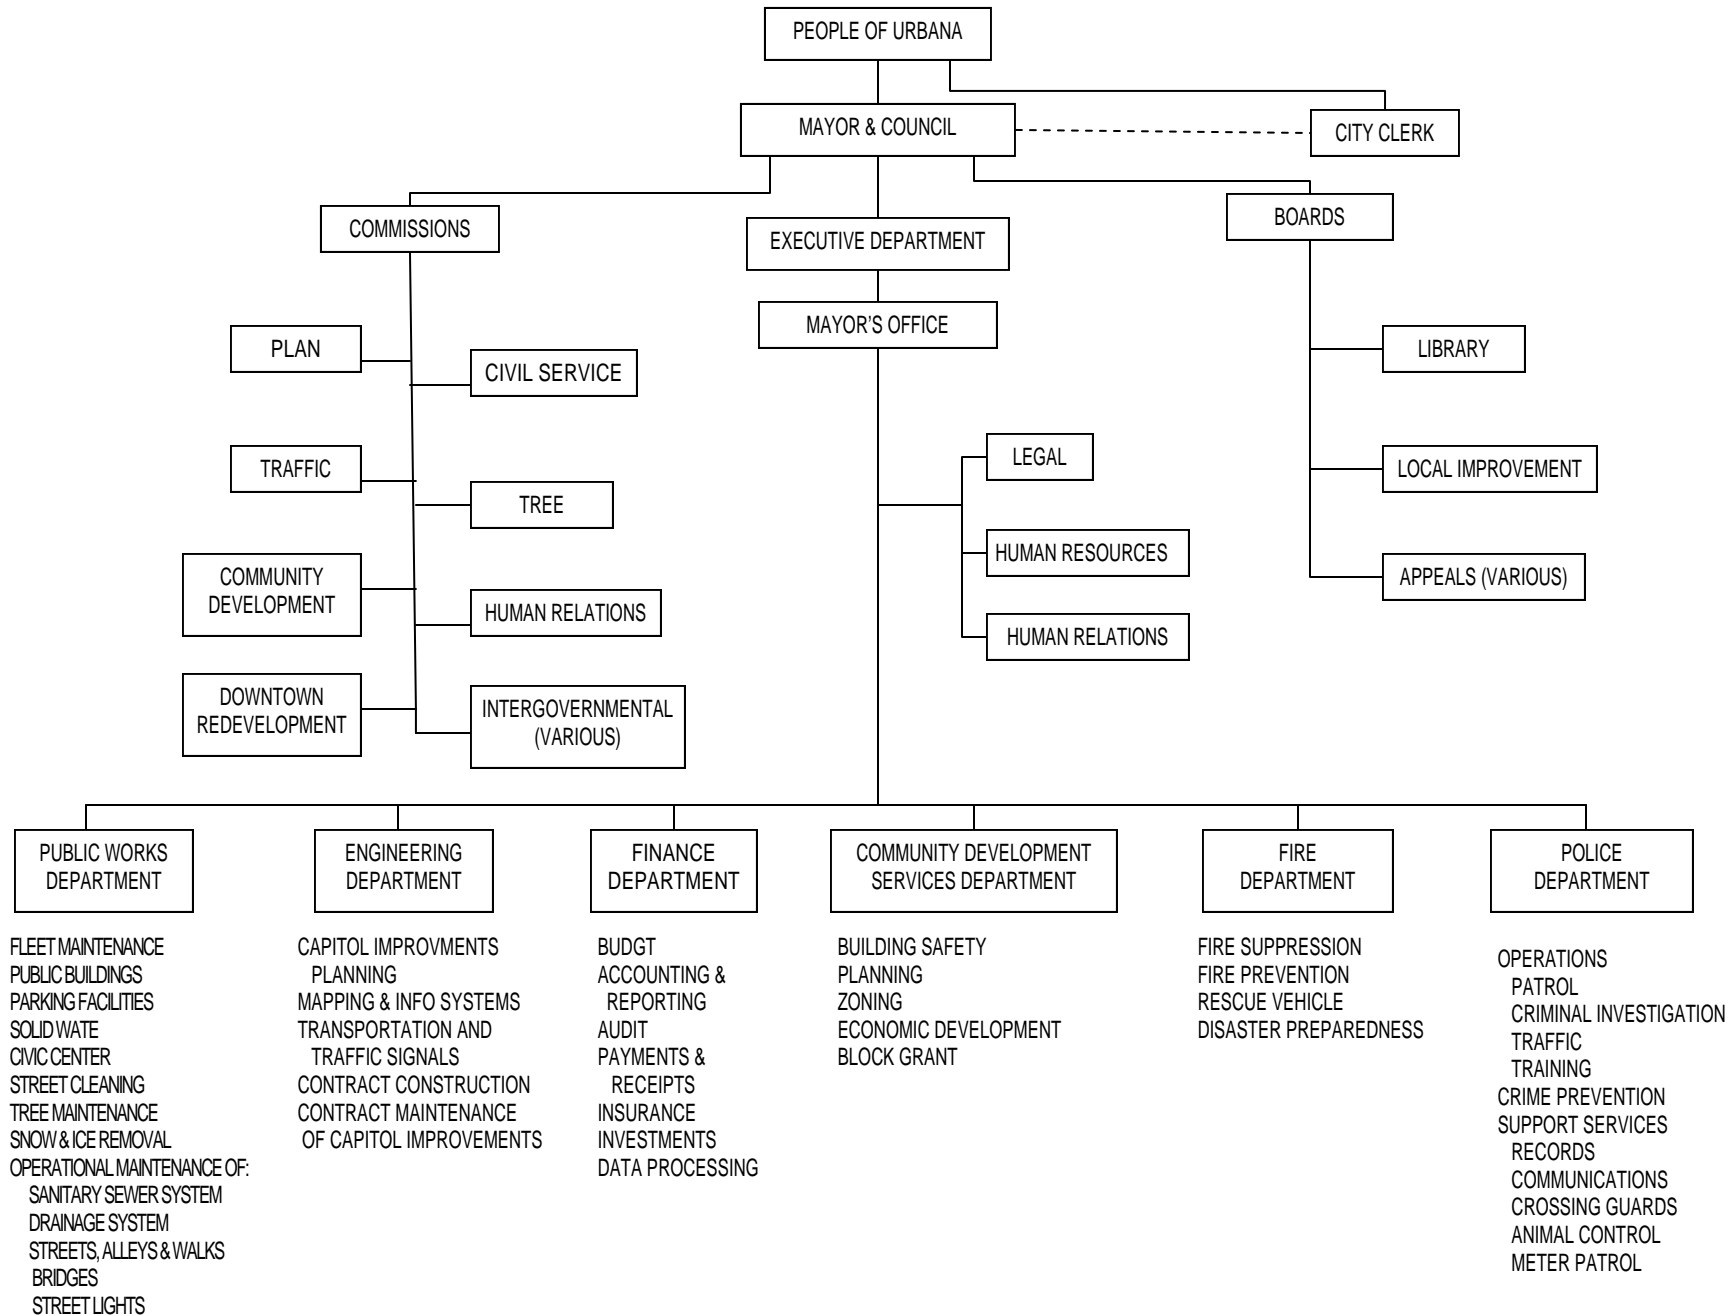 PEOPLE OF URBANA
MAYOR & COUNCIL
CITY CLERK
COMMISSIONS
EXECUTIVE DEPARTMENT
BOARDS
MAYOR'S OFFICE
PLAN
CIVIL SERVICE
TRAFFIC
TREE
COMMUNITY
DEVELOPMENT
HUMAN RELATIONS
DOWNTOWN
REDEVELOPMENT
INTERGOVERNMENTAL
(VARIOUS)
LEGAL
HUMAN RESOURCES
HUMAN RELATIONS
LIBRARY
LOCAL IMPROVEMENT
APPEALS (VARIOUS)
PUBLIC WORKS
DEPARTMENT
FLEET MAINTENANCE
PUBLIC BUILDINGS
PARKING FACILITIES
SOLID WATE
CIVIC CENTER
STREET CLEANING
TREE MAINTENANCE
SNOW & ICE REMOVAL
OPERATIONAL MAINTENANCE OF:
SANITARY SEWER SYSTEM
DRAINAGE SYSTEM
STREETS, ALLEYS & WALKS
BRIDGES
STREET LIGHTS
ENGINEERING
DEPARTMENT
CAPITOL IMPROVMENTS
PLANNING
MAPPING & INFO SYSTEMS
TRANSPORTATION AND
TRAFFIC SIGNALS
CONTRACT CONSTRUCTION
CONTRACT MAINTENANCE
OF CAPITOL IMPROVEMENTS
FINANCE
DEPARTMENT
BUDGT
ACCOUNTING &
REPORTING
AUDIT
PAYMENTS &
RECEIPTS
INSURANCE
INVESTMENTS
DATA PROCESSING
COMMUNITY DEVELOPMENT
SERVICES DEPARTMENT
BUILDING SAFETY
PLANNING
ZONING
ECONOMIC DEVELOPMENT
BLOCK GRANT
FIRE
DEPARTMENT
FIRE SUPPRESSION
FIRE PREVENTION
RESCUE VEHICLE
DISASTER PREPAREDNESS
POLICE
DEPARTMENT
OPERATIONS
PATROL
CRIMINAL INVESTIGATION
TRAFFIC
TRAINING
CRIME PREVENTION
SUPPORT SERVICES
RECORDS
COMMUNICATIONS
CROSSING GUARDS
ANIMAL CONTROL
METER PATROL